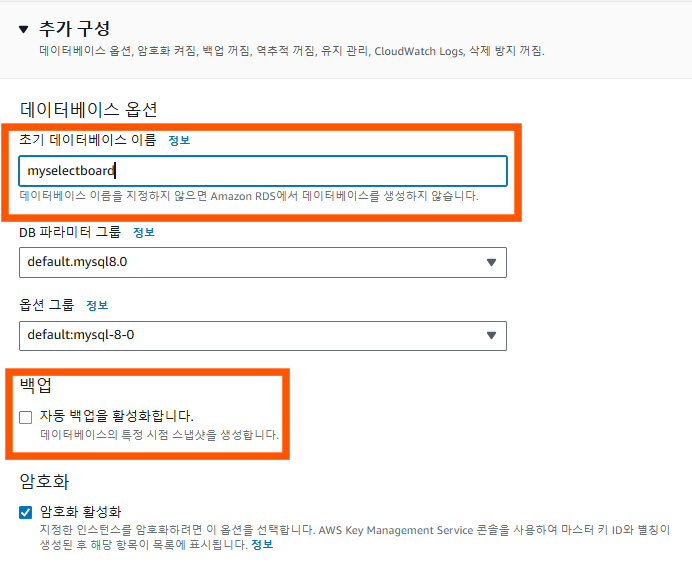 추가 구성
데이터베이스 옵션, 암호화 켜짐, 백업 꺼짐, 역추적 꺼짐, 유지 관리, CloudWatch Logs, 삭제 방지 꺼짐.
데이터베이스 옵션
초기 데이터베이스 이름 정보
myselectboard
데이터베이스 이름을 지정하지 않으면 Amazon RDS에서 데이터베이스를 생성하지 않습니다.
DB 파라미터 그룹 정보
default.mysql8.0
옵션 그룹 정보
default:mysql-8-0
백업
자동 백업을 활성화합니다.
데이터베이스의 특정 시점 스냅샷을 생성합니다.
암호화
암호화 활성화
지정한 인스턴스를 암호화하려면 이 옵션을 선택합니다. AWS Key Management Service 콘솔을 사용하여 마스터 키 ID와 별칭이
생성된 후 해당 항목이 목록에 표시됩니다. 정보